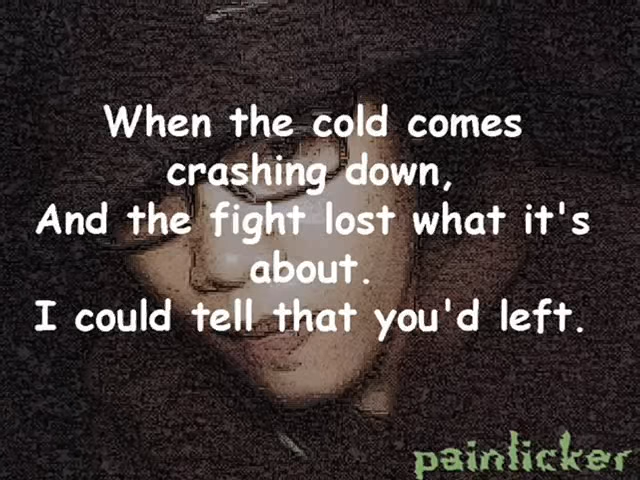 When the cold comes
crashing down,
And the fight lost what it's
about.
I could tell that you'd left.
painlicker